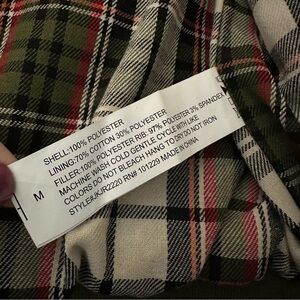 M
SHELL:100% POLYESTER
LINING:70% COTTON 30% POLYESTER
FILLER:100% POLYESTER RIB: 97% POLYESTER 3% SPANDEX
MACHINE WASH COLD GENTLE CYCLE WITH LIKE
COLORS DO NOT BLEACH HANG TO DRY DO NOT IRON
STYLE#JKJR2220 RN# 101229 MADE IN CHINA